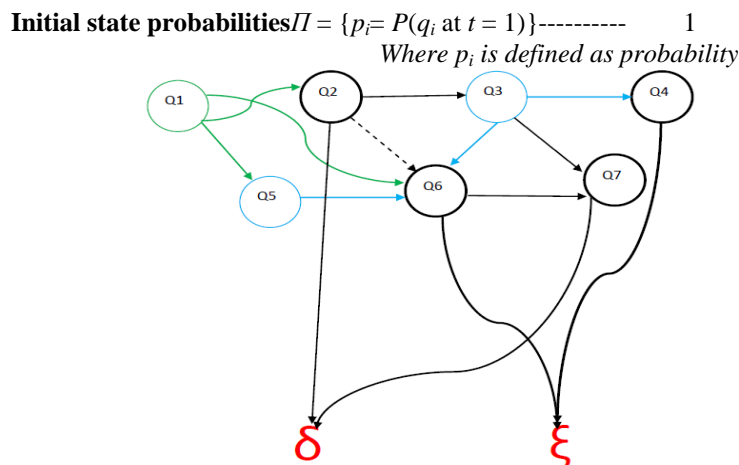 Initial state probabilitiesΠ = {pi= P(qi at t = 1)}---------- 1
Where pi is defined as probability
Q1
Q2
Q3
Q4
Q5
Q6
Q7
δ
ξ